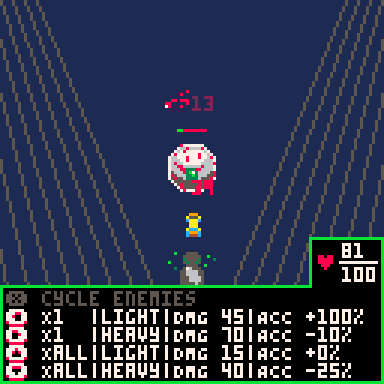 13
81
100
CYCLE ENEMIES
x1 |LIGHT|DMG 45|ACC +100%
x1 |HEAVY|DMG 70|ACC -10%
xALL|LIGHT|DMG 15|ACC +0%
xALL|HEAVY|DMG 40|ACC -25%